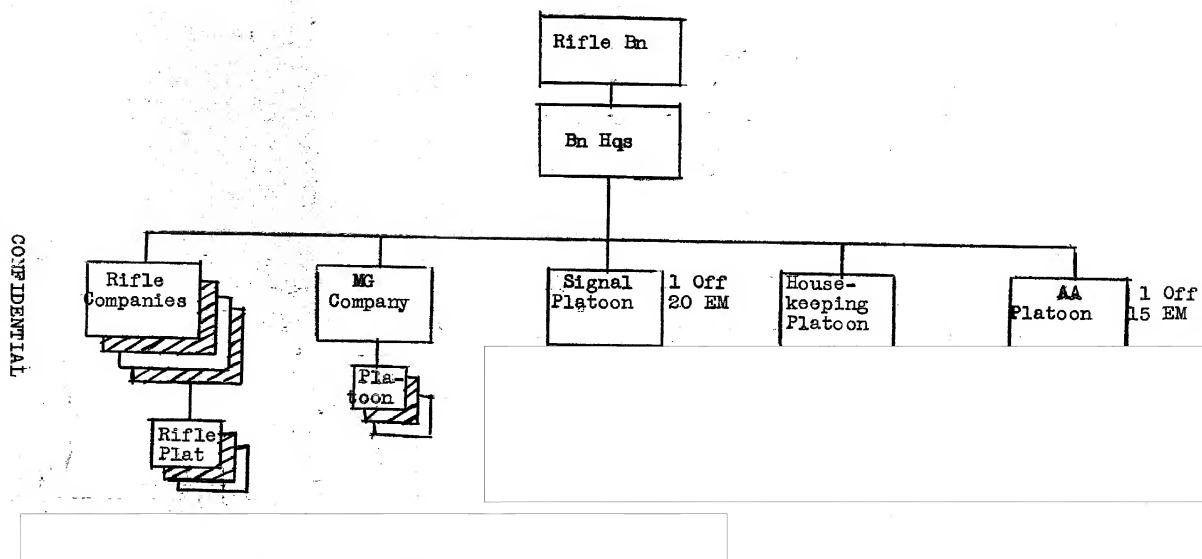 Rifle Bn
Bn Hqs
CONFIDENTIAL
Rifle
Companies
MG
Company
Signal
Platoon
1 Off
20 EM
House-
keeping
Platoon
AA
Platoon
1 Off
15 EM
Pla-
toon
Rifle
Plat